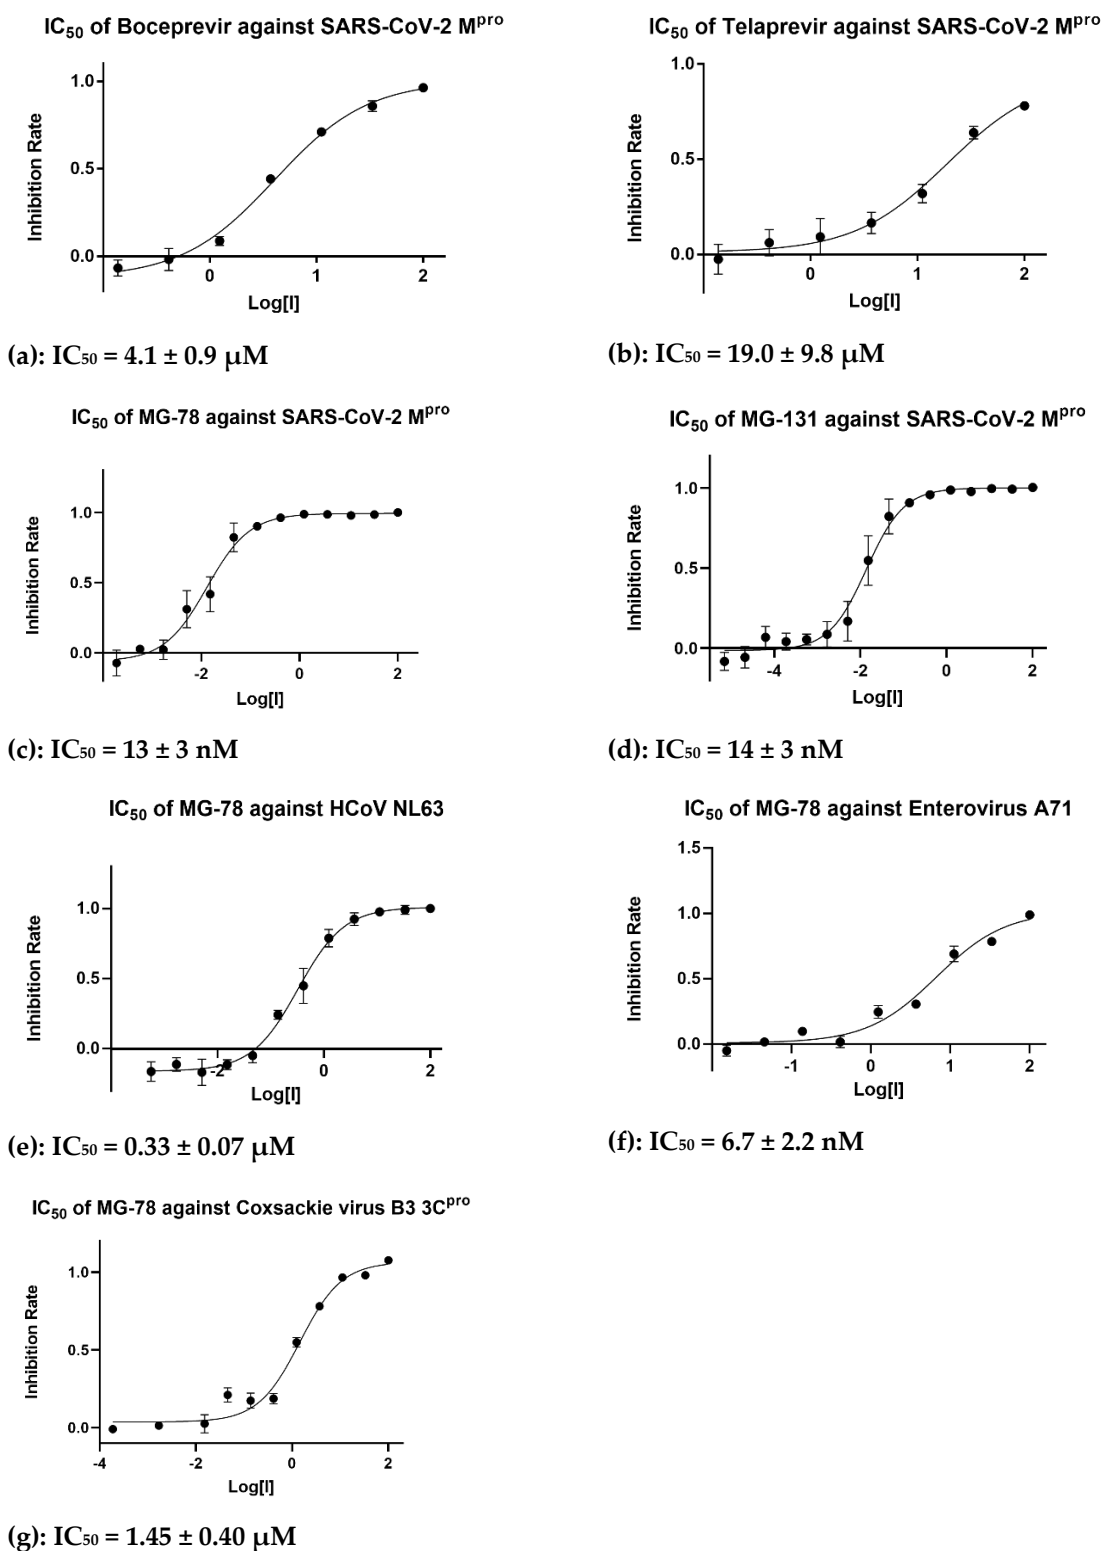 IC50 of Boceprevir against SARS-CoV-2 Mpro
Inhibition Rate
1.0
0.5
0.0
0 1 2
Log[I]
(a): IC50 = 4.1 ± 0.9 µM
IC50 of Telaprevir against SARS-CoV-2 Mpro
Inhibition Rate
1.0
0.5
0.0
0 1 2
Log[I]
(b): IC50 = 19.0 ± 9.8 µM
IC50 of MG-78 against SARS-CoV-2 Mpro
Inhibition Rate
1.0
0.5
0.0
-2 0 2
Log[I]
(c): IC50 = 13 ± 3 nM
IC50 of MG-131 against SARS-CoV-2 Mpro
Inhibition Rate
1.0
0.5
0.0
-4 -2 0 2
Log[I]
(d): IC50 = 14 ± 3 nM
IC50 of MG-78 against HCoV NL63
Inhibition Rate
1.0
0.5
0.0
-2 0 2
Log[I]
(e): IC50 = 0.33 ± 0.07 µM
IC50 of MG-78 against Enterovirus A71
Inhibition Rate
1.5
1.0
0.5
0.0
-1 0 1 2
Log[I]
(f): IC50 = 6.7 ± 2.2 nM
IC50 of MG-78 against Coxsackie virus B3 3Cpro
Inhibition Rate
1.0
0.5
0.0
-4 -2 0 2
Log[I]
(g): IC50 = 1.45 ± 0.40 µM